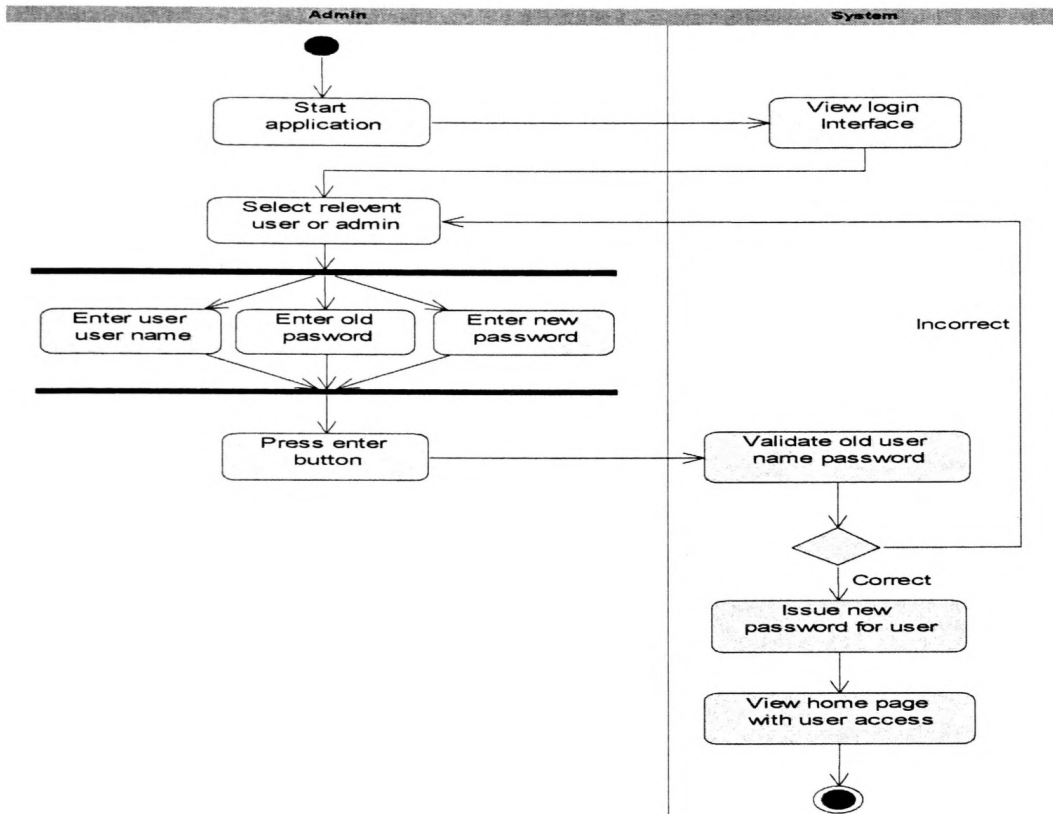 Admin
System
Start
application
View login
Interface
Select relevent
user or admin
Enter user
user name
Enter old
pasword
Enter new
password
Incorrect
Press enter
button
Validate old user
name password
Correct
Issue new
password for user
View home page
with user access